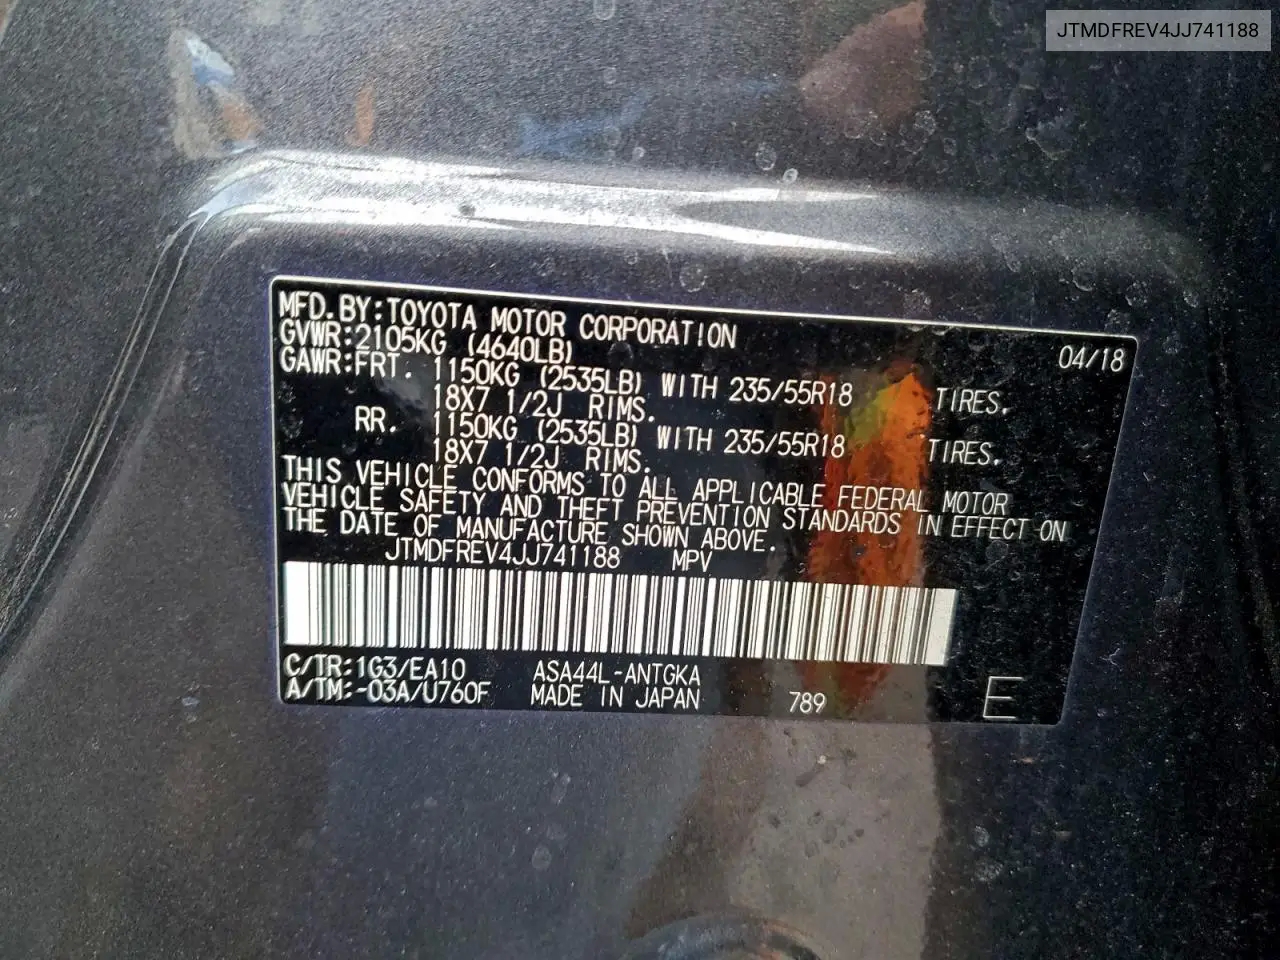 JTMDFREV4JJ741188
MFD.BY:TOYOTA MOTOR CORPORATION 04/18
GVWR:2105KG (4640LB)
GAWR:FRT. 1150KG (2535LB) WITH 235/55R18 TIRES.
18X7 1/2J RIMS.
RR. 1150KG (2535LB) WITH 235/55R18 TIRES.
18X7 1/2J RIMS.
THIS VEHICLE CONFORMS TO ALL APPLICABLE FEDERAL MOTOR
VEHICLE SAFETY AND THEFT PREVENTION STANDARDS IN EFFECT ON
THE DATE OF MANUFACTURE SHOWN ABOVE.
JTMDFREV4JJ741188 MPV
C/TR:1G3/EA10 ASA44L-ANTGKA
A/TM:-03A/U760F MADE IN JAPAN 789 E